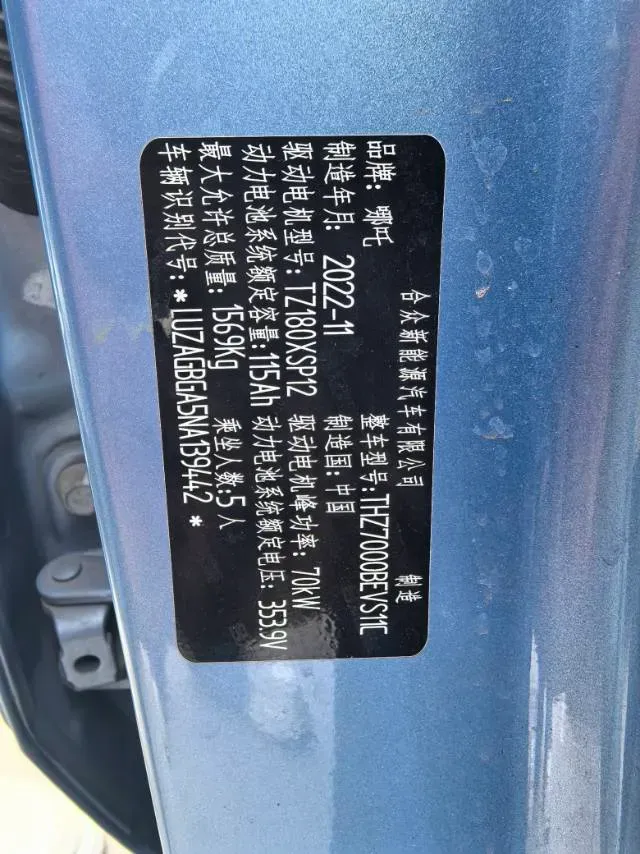 合众新能源汽车有限公司 制造
品牌：哪吒 整车型号：THZ7000BEVS11C
制造年月：2022-11 制造国：中国
驱动电机型号：TZ180XSP12 驱动电机峰功率：70kW
动力电池系统额定容量：115Ah 动力电池系统额定电压：353.9V
最大允许总质量：1569Kg 乘坐人数：5人
车辆识别代号：*LUZAGBGA5NA139442*